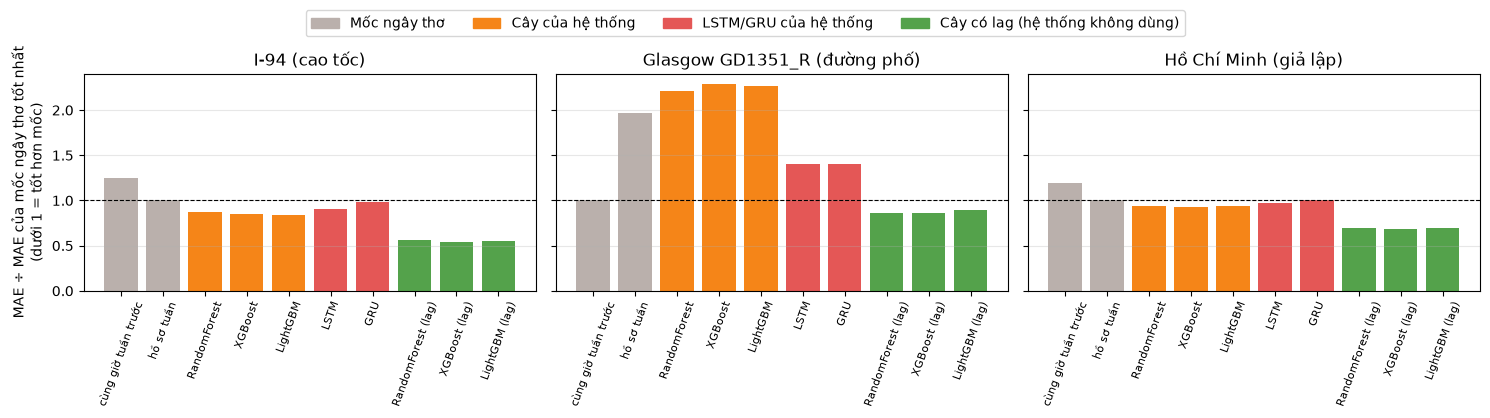 Mốc ngây thơ
Cây của hệ thống
LSTM/GRU của hệ thống
Cây có lag (hệ thống không dùng)
MAE ÷ MAE của mốc ngây thơ tốt nhất
(dưới 1 = tốt hơn mốc)
I-94 (cao tốc)
2.0
1.5
1.0
0.5
0.0
cùng giờ tuần trước
hồ sơ tuần
RandomForest
XGBoost
LightGBM
LSTM
GRU
RandomForest (lag)
XGBoost (lag)
LightGBM (lag)
Glasgow GD1351_R (đường phố)
cùng giờ tuần trước
hồ sơ tuần
RandomForest
XGBoost
LightGBM
LSTM
GRU
RandomForest (lag)
XGBoost (lag)
LightGBM (lag)
Hồ Chí Minh (giả lập)
cùng giờ tuần trước
hồ sơ tuần
RandomForest
XGBoost
LightGBM
LSTM
GRU
RandomForest (lag)
XGBoost (lag)
LightGBM (lag)